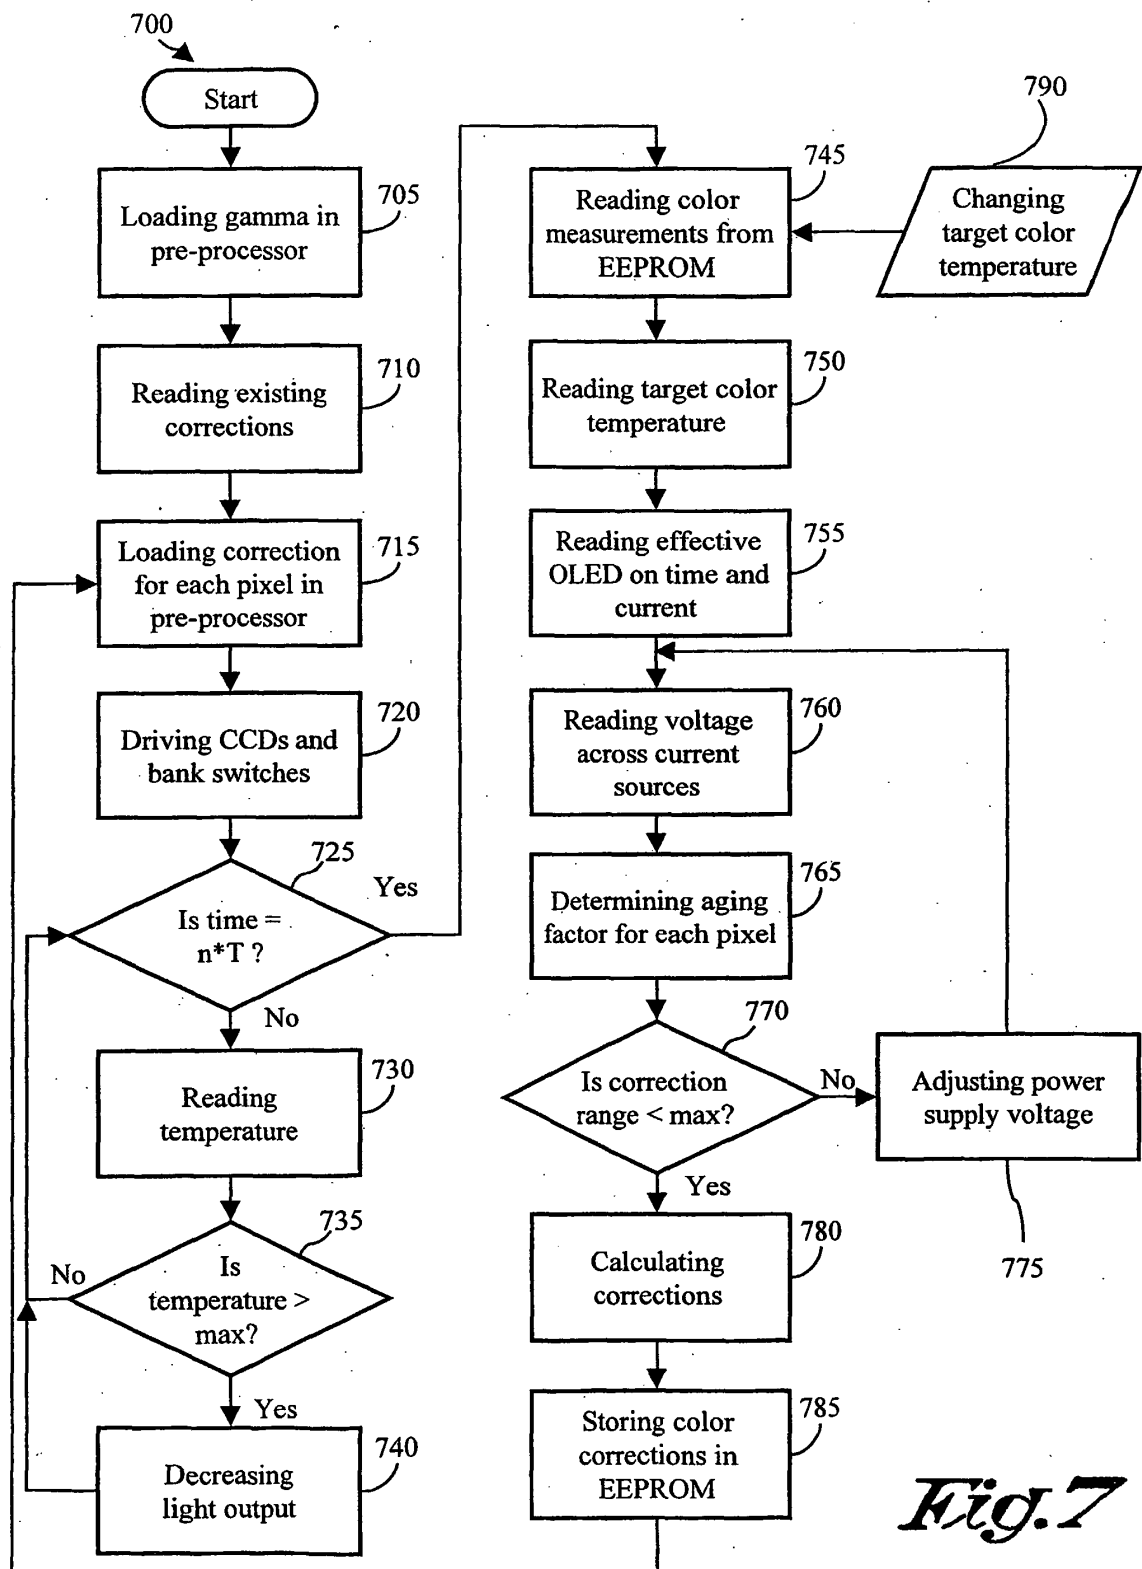 700
Start
705
Loading gamma in
pre-processor
710
Reading existing
corrections
715
Loading correction
for each pixel in
pre-processor
720
Driving CCDs and
bank switches
725
Yes
Is time =
n*T ?
No
730
Reading
temperature
735
No
Is
temperature >
max?
Yes
740
Decreasing
light output
745
Reading color
measurements from
EEPROM
790
Changing
target color
temperature
750
Reading target color
temperature
755
Reading effective
OLED on time and
current
760
Reading voltage
across current
sources
765
Determining aging
factor for each pixel
770
Is correction
range < max?
No
Adjusting power
supply voltage
775
Yes
780
Calculating
corrections
785
Storing color
corrections in
EEPROM
Fig.7